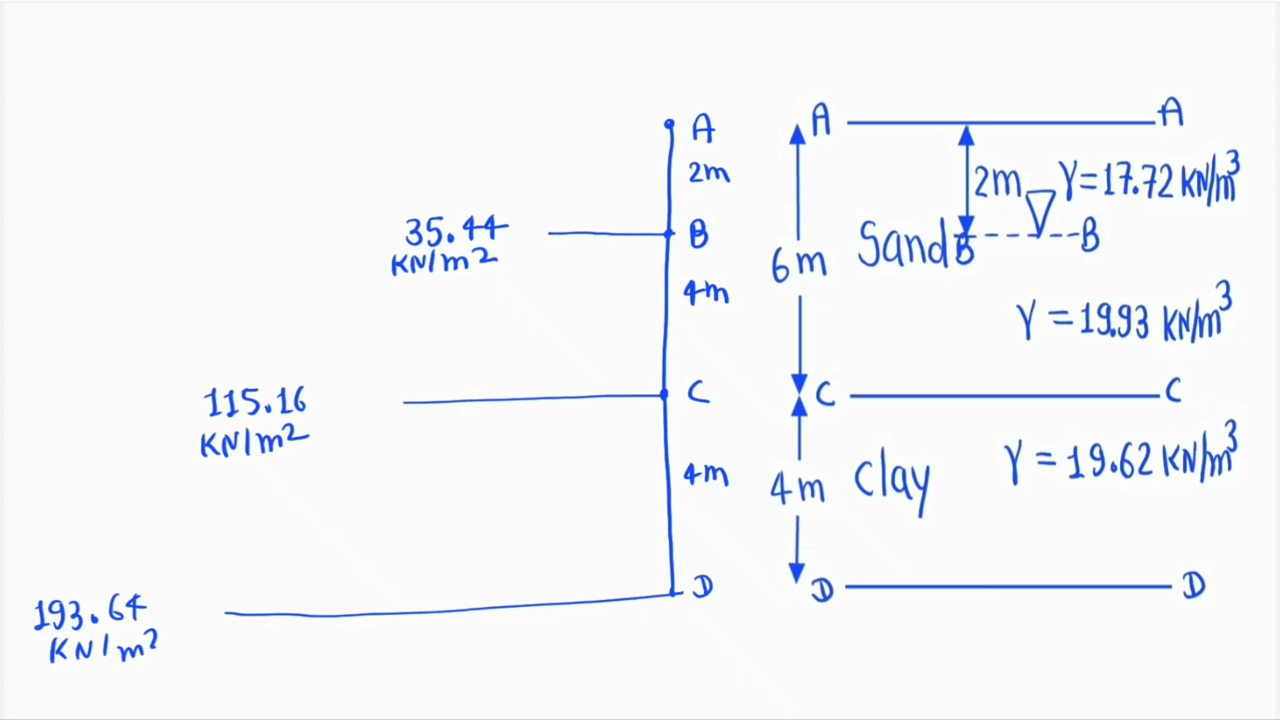 A
2m
35.44
KN/m2
B
4m
115.16
KN/m2
C
4m
193.64
KN/m2
D
A
A
2m
γ=17.72 KN/m³
Sand
B
B
6m
γ = 19.93 KN/m³
C
C
4m
clay
γ = 19.62 KN/m³
D
D